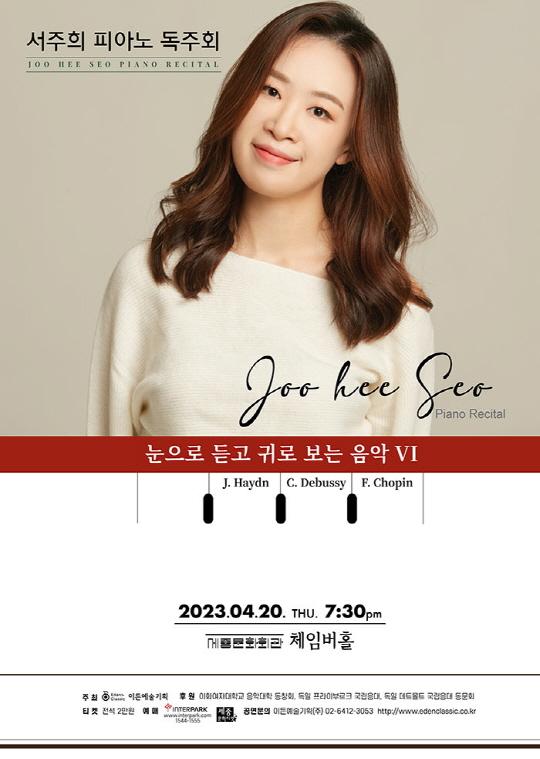 서주희 피아노 독주회
JOO HEE SEO PIANO RECITAL
Joo hee Seo
Piano Recital
눈으로 듣고 귀로 보는 음악 VI
J. Haydn C. Debussy F. Chopin
2023.04.20. THU. 7:30pm
세종문화회관 체임버홀
주 최 Eden Classic 이든예술기획 후 원 이화여자대학교 음악대학 동창회, 독일 프라이부르크 국립음대, 독일 데트몰트 국립음대 동문회
티 켓 전석 2만원 예 매 INTERPARK www.interpark.com 1544-1555 세종 공연문의 이든예술기획(주) 02-6412-3053 http://www.edenclassic.co.kr